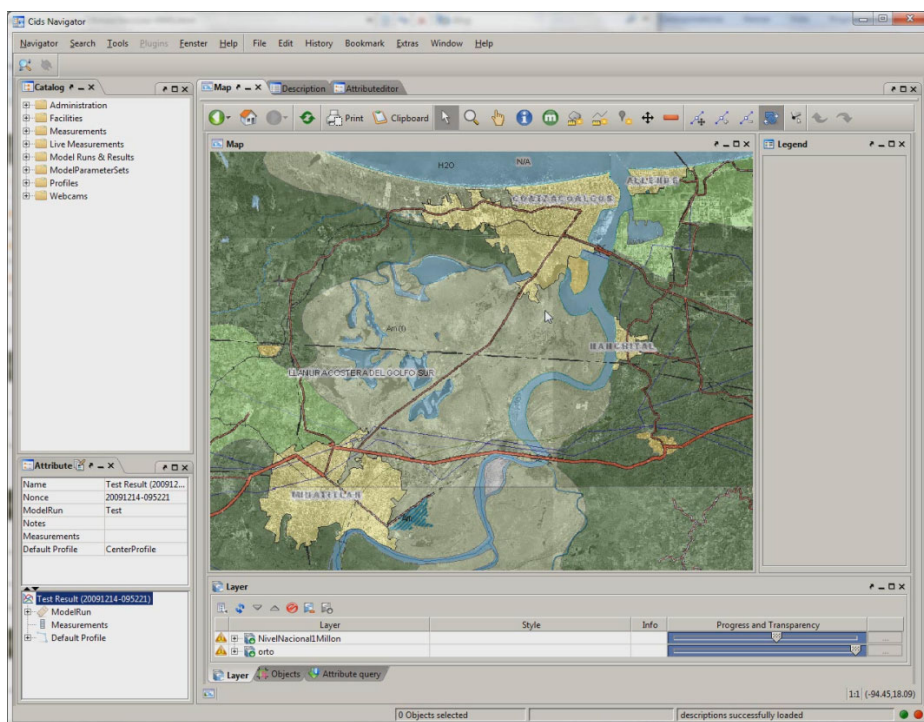 Cids Navigator
Navigator Search Tools Plugins Fenster Help File Edit History Bookmark Extras Window Help
Catalog
Administration
Facilities
Measurements
Live Measurements
Model Runs & Results
ModelParameterSets
Profiles
Webcams
Map Description Attributeditor
Print Clipboard
Map
Legend
H2O
N/A
ALLENDE
COATZACOALCOS
Am(t)
NANCHITAL
LLANURA COSTERA DEL GOLFO SUR
MINATITLAN
Attribute
Name Test Result (200912...
Nonce 20091214-095221
ModelRun Test
Notes
Measurements
Default Profile CenterProfile
Test Result (20091214-095221)
ModelRun
Measurements
Default Profile
Layer
Layer Style Info Progress and Transparency
NivelNacional1Millon
orto
Layer Objects Attribute query
1:1 (-94.45,18.09)
0 Objects selected
descriptions successfully loaded